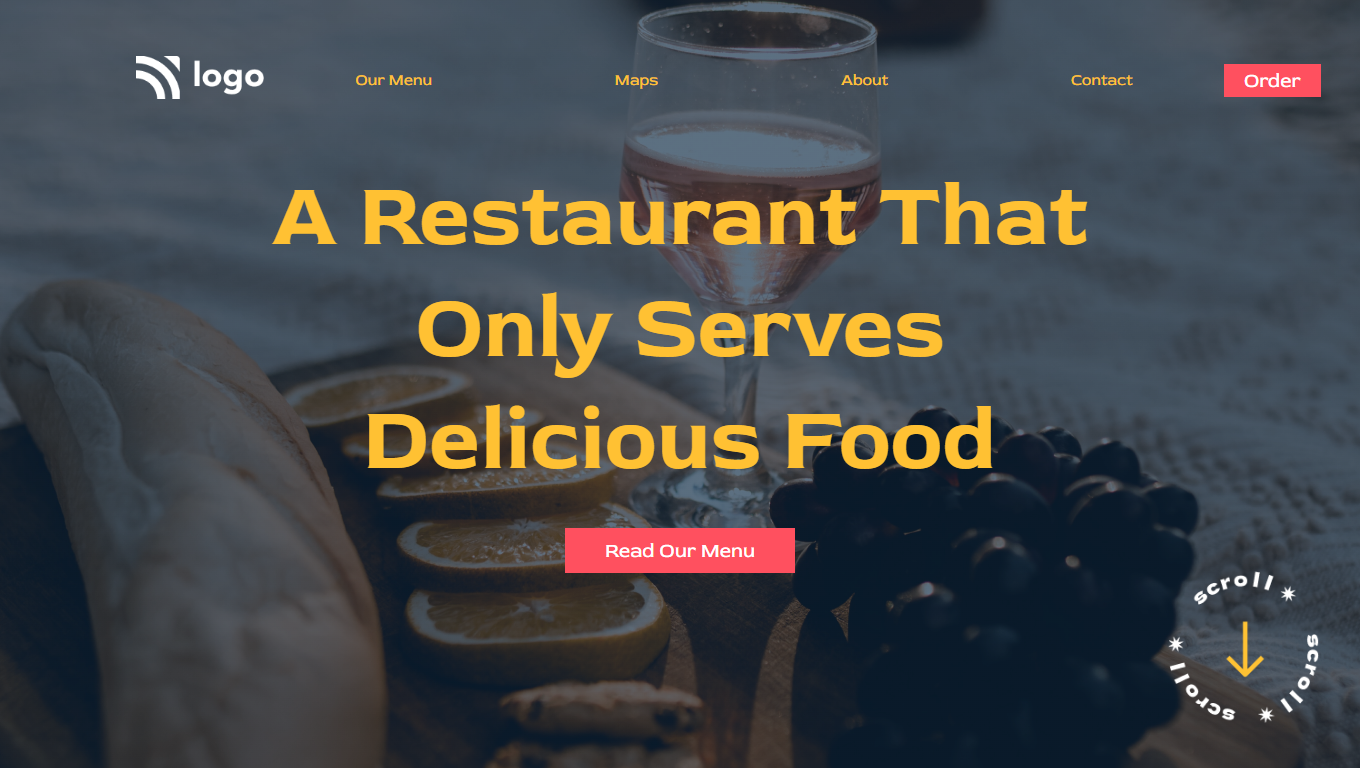 logo
Our Menu
Maps
About
Contact
Order
A Restaurant That
Only Serves
Delicious Food
Read Our Menu
scroll ✷ scroll ✷ scroll ✷